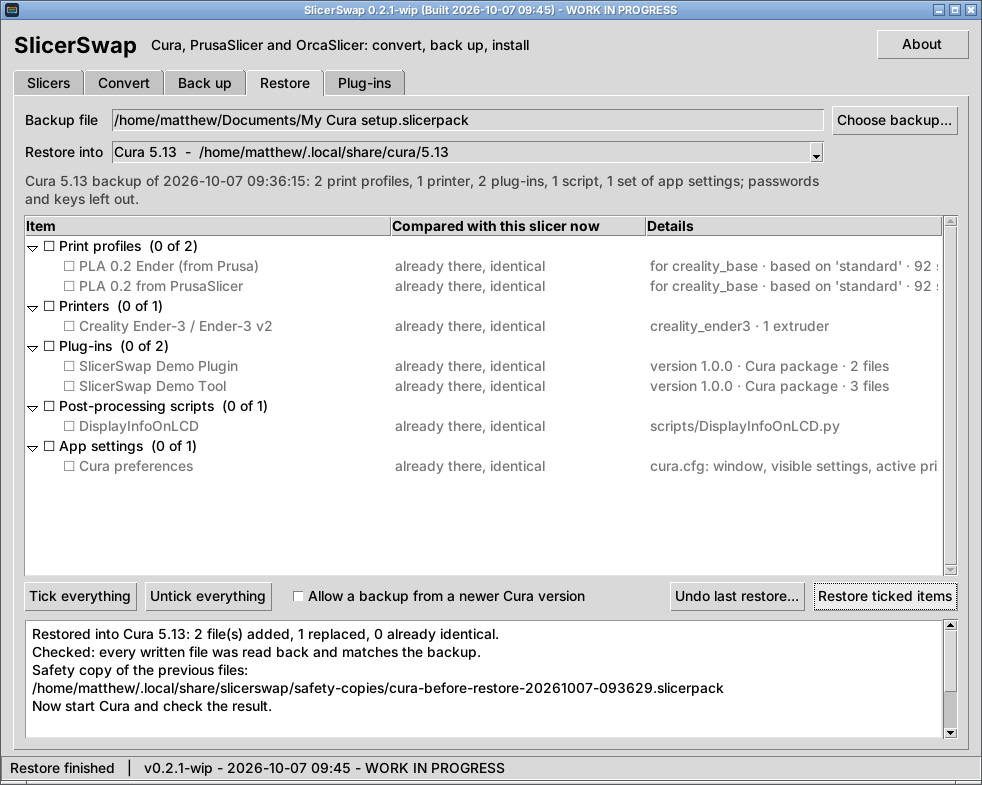 SlicerSwap 0.2.1-wip (Built 2026-10-07 09:45) - WORK IN PROGRESS
SlicerSwap Cura, PrusaSlicer and OrcaSlicer: convert, back up, install About
Slicers Convert Back up Restore Plug-ins
Backup file /home/matthew/Documents/My Cura setup.slicerpack Choose backup...
Restore into Cura 5.13 - /home/matthew/.local/share/cura/5.13
Cura 5.13 backup of 2026-10-07 09:36:15: 2 print profiles, 1 printer, 2 plug-ins, 1 script, 1 set of app settings; passwords
and keys left out.
Item Compared with this slicer now Details
Print profiles (0 of 2)
PLA 0.2 Ender (from Prusa) already there, identical for creality_base · based on 'standard' · 92
PLA 0.2 from PrusaSlicer already there, identical for creality_base · based on 'standard' · 92
Printers (0 of 1)
Creality Ender-3 / Ender-3 v2 already there, identical creality_ender3 · 1 extruder
Plug-ins (0 of 2)
SlicerSwap Demo Plugin already there, identical version 1.0.0 · Cura package · 2 files
SlicerSwap Demo Tool already there, identical version 1.0.0 · Cura package · 3 files
Post-processing scripts (0 of 1)
DisplayInfoOnLCD already there, identical scripts/DisplayInfoOnLCD.py
App settings (0 of 1)
Cura preferences already there, identical cura.cfg: window, visible settings, active pri
Tick everything Untick everything Allow a backup from a newer Cura version Undo last restore... Restore ticked items
Restored into Cura 5.13: 2 file(s) added, 1 replaced, 0 already identical.
Checked: every written file was read back and matches the backup.
Safety copy of the previous files:
/home/matthew/.local/share/slicerswap/safety-copies/cura-before-restore-20261007-093629.slicerpack
Now start Cura and check the result.
Restore finished | v0.2.1-wip - 2026-10-07 09:45 - WORK IN PROGRESS